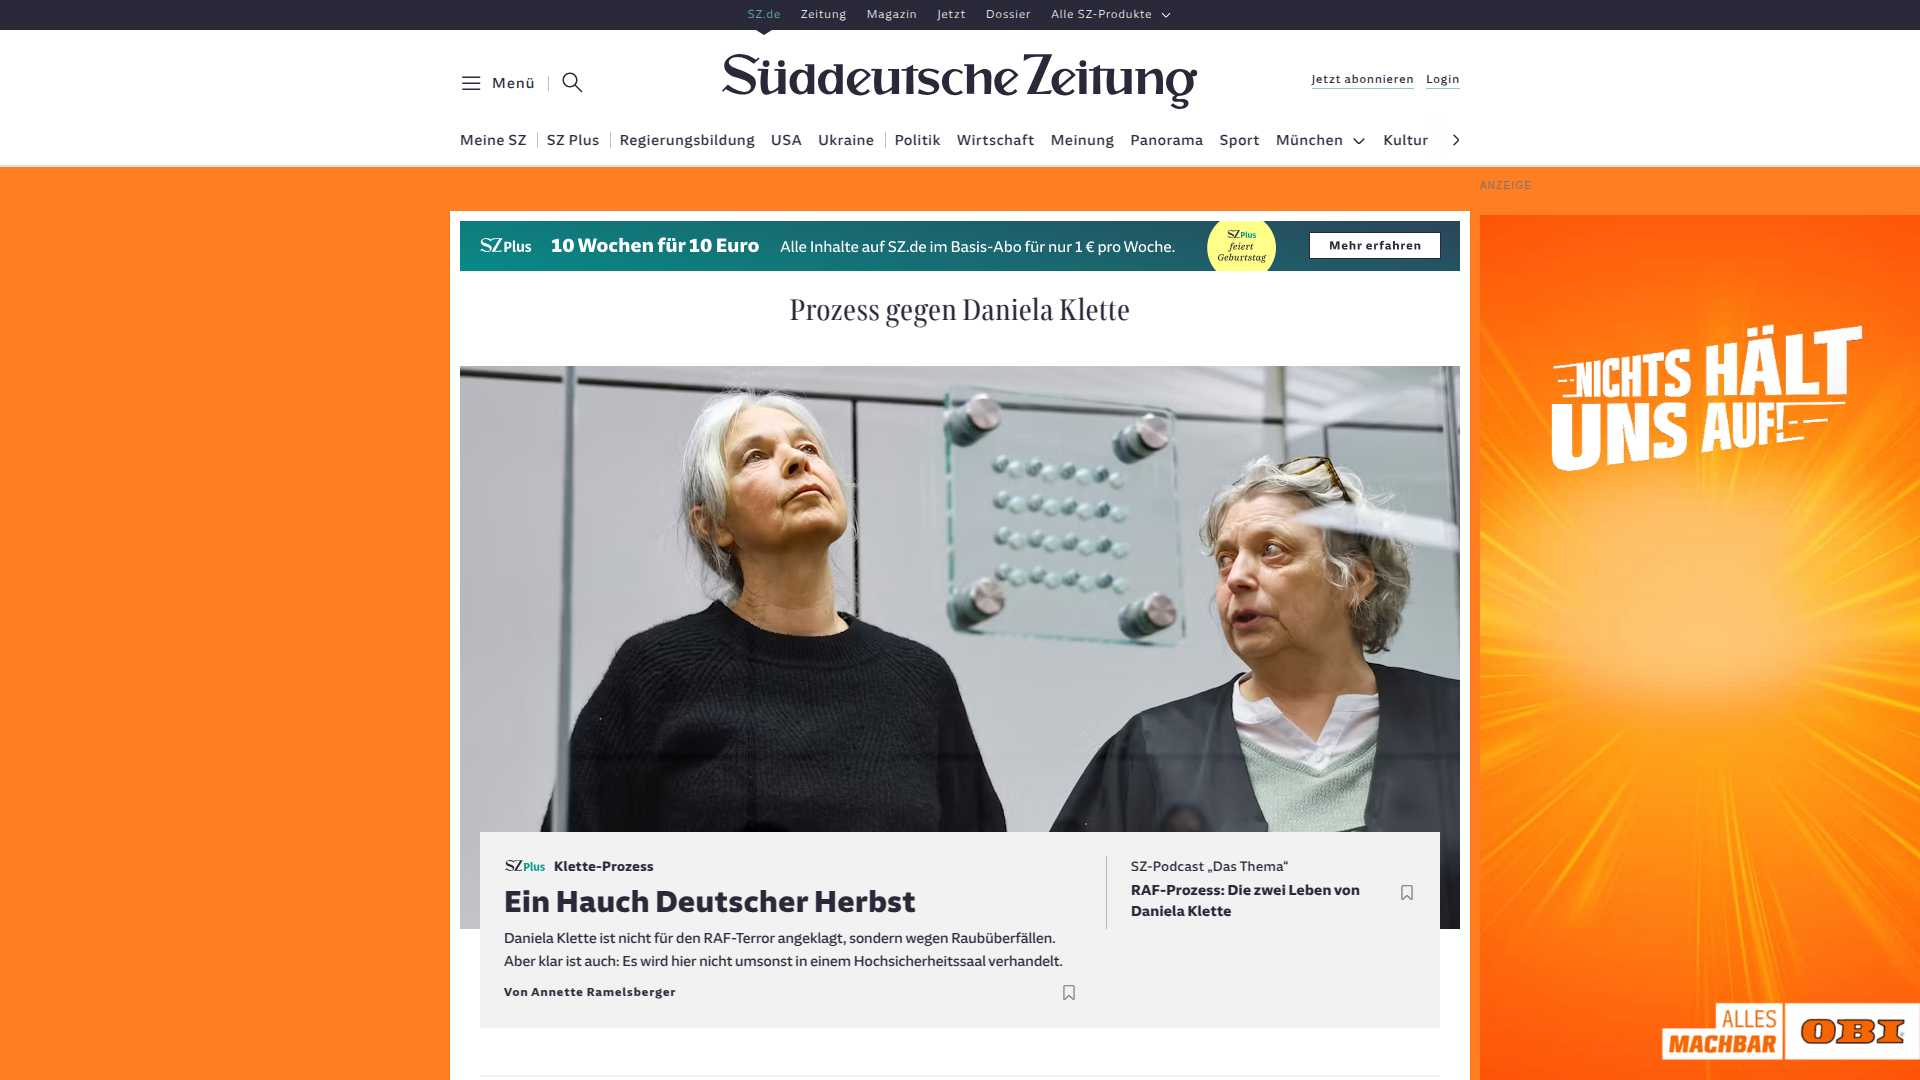 SZ.de Zeitung Magazin Jetzt Dossier Alle SZ-Produkte
Menü
Süddeutsche Zeitung
Jetzt abonnieren Login
Meine SZ SZ Plus Regierungsbildung USA Ukraine Politik Wirtschaft Meinung Panorama Sport München Kultur
ANZEIGE
SZ Plus 10 Wochen für 10 Euro Alle Inhalte auf SZ.de im Basis-Abo für nur 1 € pro Woche.
SZ Plus
feiert
Geburtstag
Mehr erfahren
Prozess gegen Daniela Klette
NICHTS HÄLT
UNS AUF!
SZ Plus Klette-Prozess
Ein Hauch Deutscher Herbst
Daniela Klette ist nicht für den RAF-Terror angeklagt, sondern wegen Raubüberfällen.
Aber klar ist auch: Es wird hier nicht umsonst in einem Hochsicherheitssaal verhandelt.
Von Annette Ramelsberger
SZ-Podcast „Das Thema“
RAF-Prozess: Die zwei Leben von
Daniela Klette
ALLES
MACHBAR
OBI